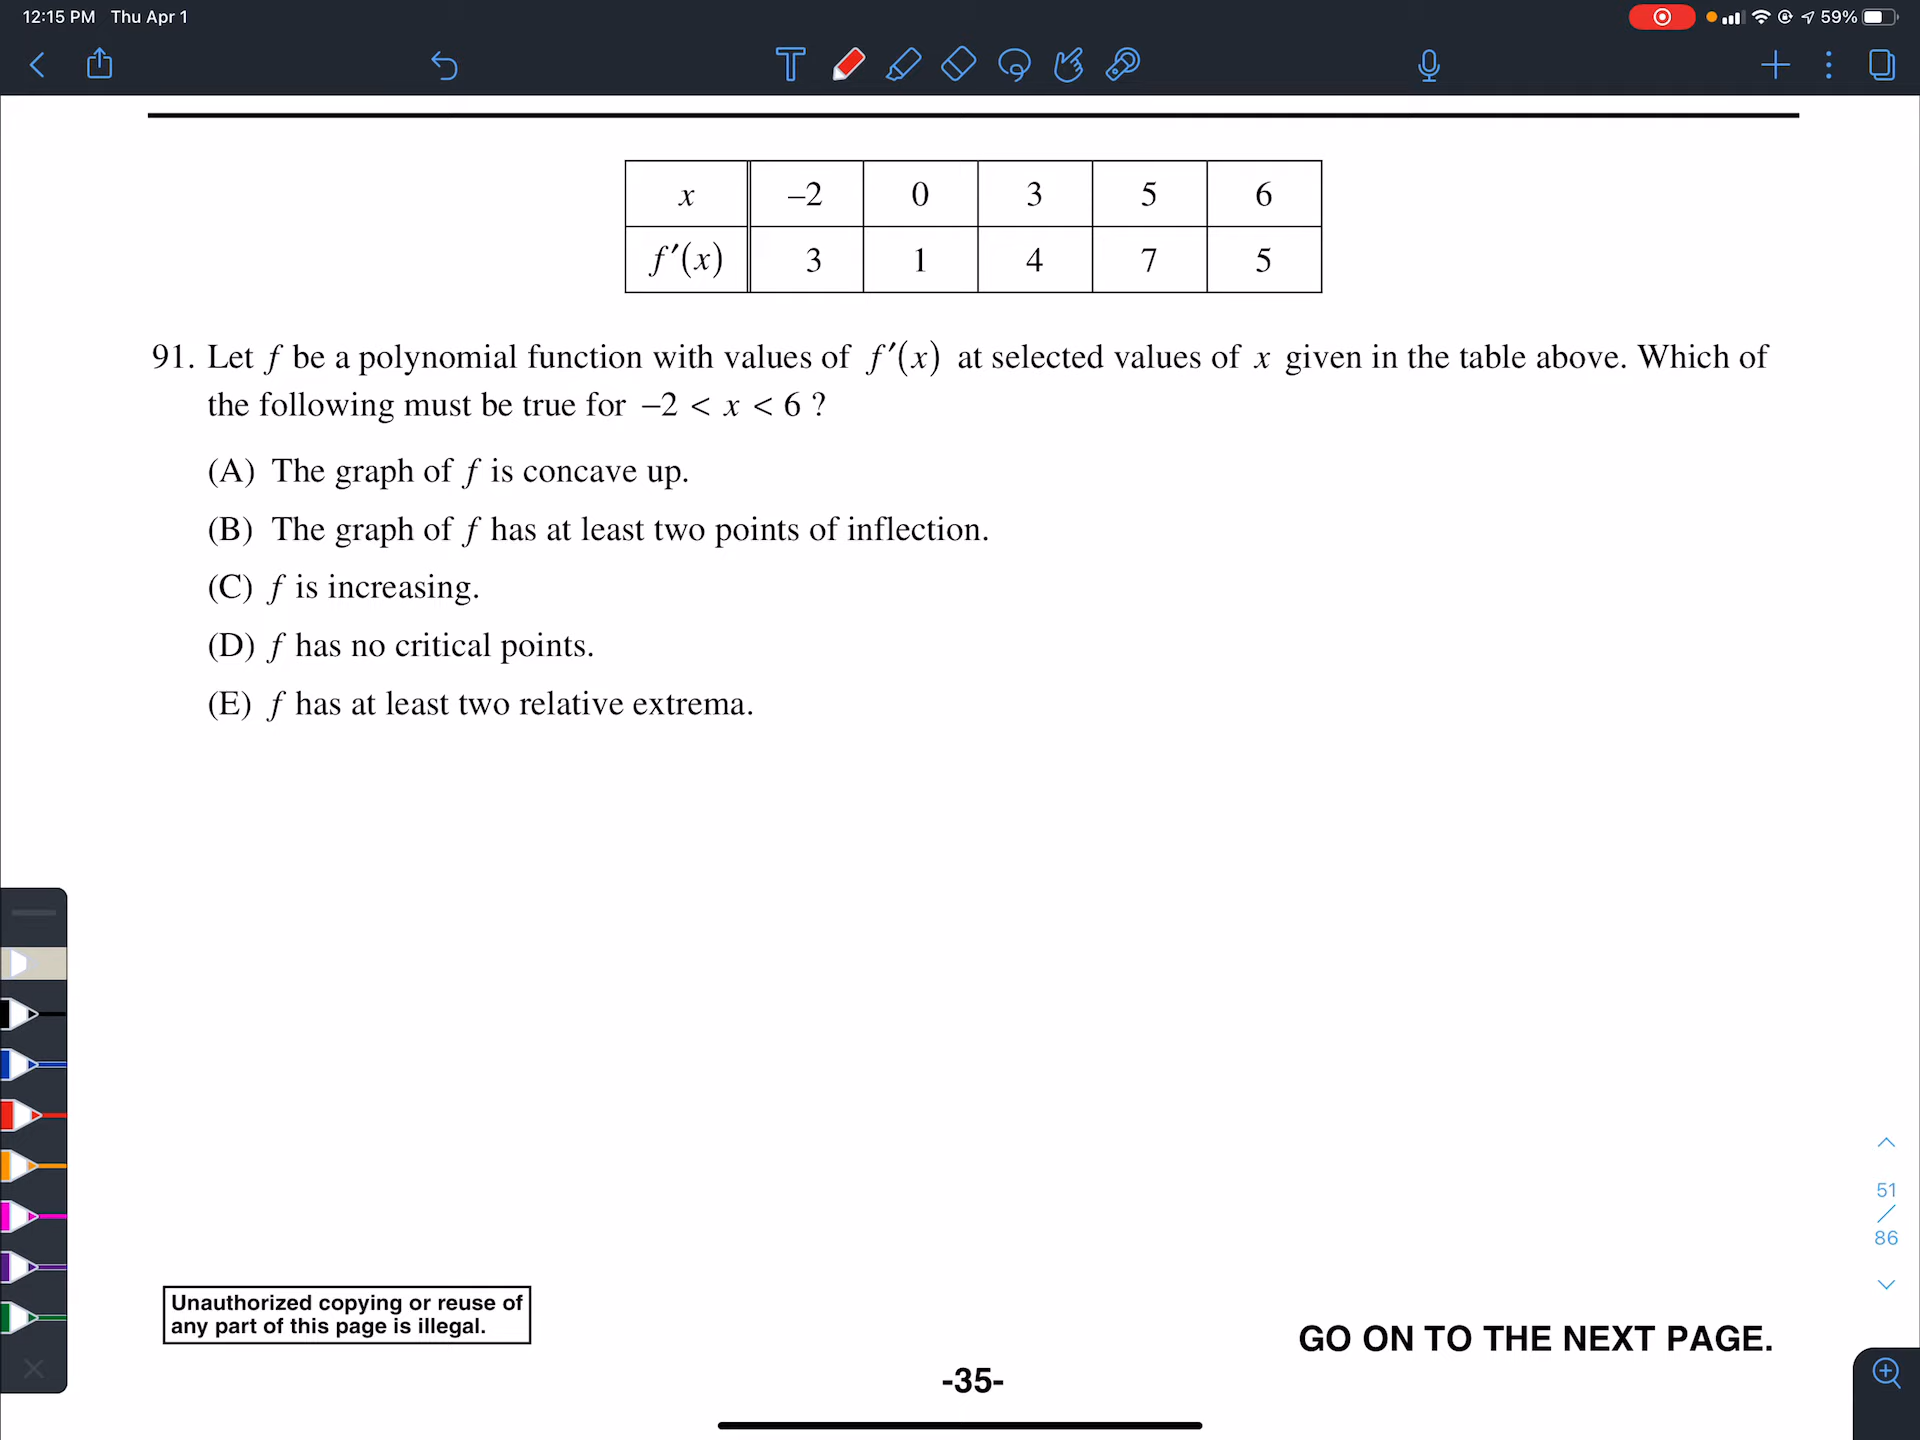 12:15 PM Thu Apr 1
59%
x –2 0 3 5 6
f′(x) 3 1 4 7 5
91. Let f be a polynomial function with values of f′(x) at selected values of x given in the table above. Which of
the following must be true for −2 < x < 6 ?
(A) The graph of f is concave up.
(B) The graph of f has at least two points of inflection.
(C) f is increasing.
(D) f has no critical points.
(E) f has at least two relative extrema.
51
/
86
Unauthorized copying or reuse of
any part of this page is illegal.
GO ON TO THE NEXT PAGE.
-35-